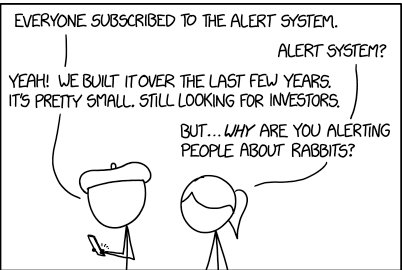 EVERYONE SUBSCRIBED TO THE ALERT SYSTEM.
ALERT SYSTEM?
YEAH! WE BUILT IT OVER THE LAST FEW YEARS.
IT'S PRETTY SMALL. STILL LOOKING FOR INVESTORS.
BUT... WHY ARE YOU ALERTING
PEOPLE ABOUT RABBITS?